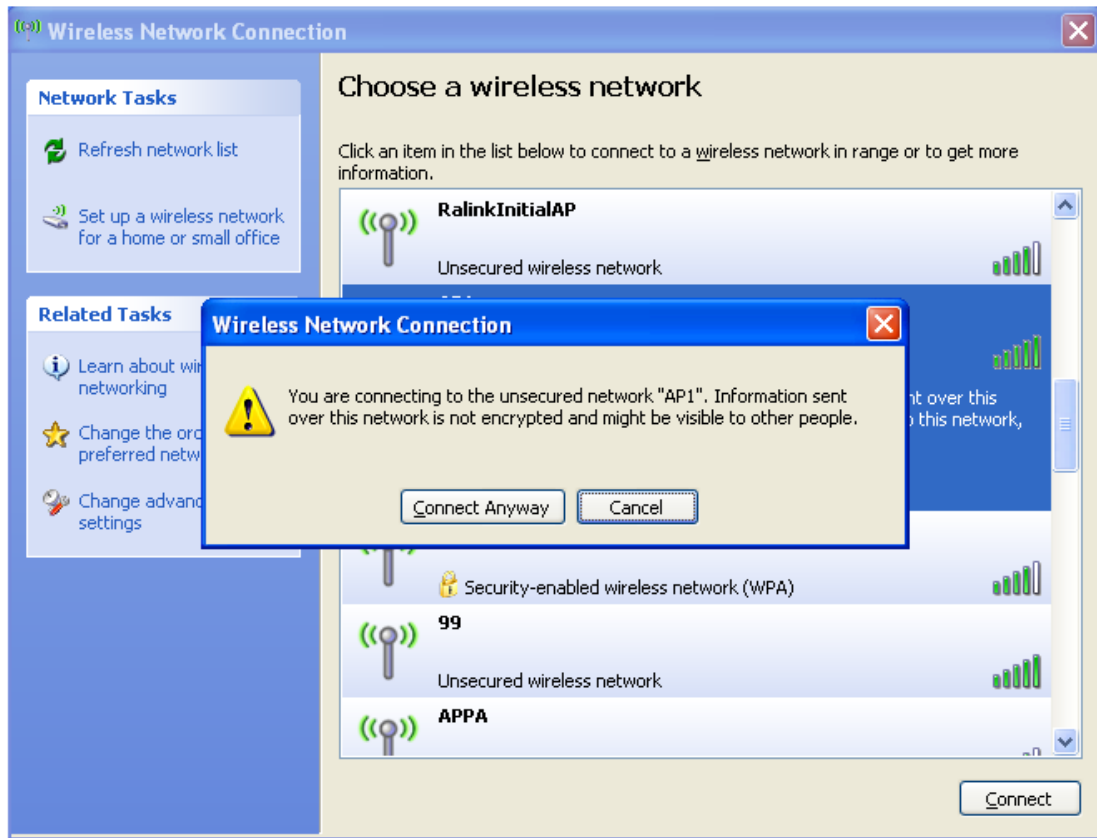 Wireless Network Connection
Network Tasks
Refresh network list
Set up a wireless network
for a home or small office
Related Tasks
Learn about
networking
Change the
preferred
Change
settings
Choose a wireless network
Click an item in the list below to connect to a wireless network in range or to get more
information.
RalinkInitialAP
Unsecured wireless network
over this
this network,
Wireless Network Connection
You are connecting to the unsecured network "AP1". Information sent
over this network is not encrypted and might be visible to other people.
Connect Anyway
Cancel
Security-enabled wireless network (WPA)
99
Unsecured wireless network
APPA
Connect